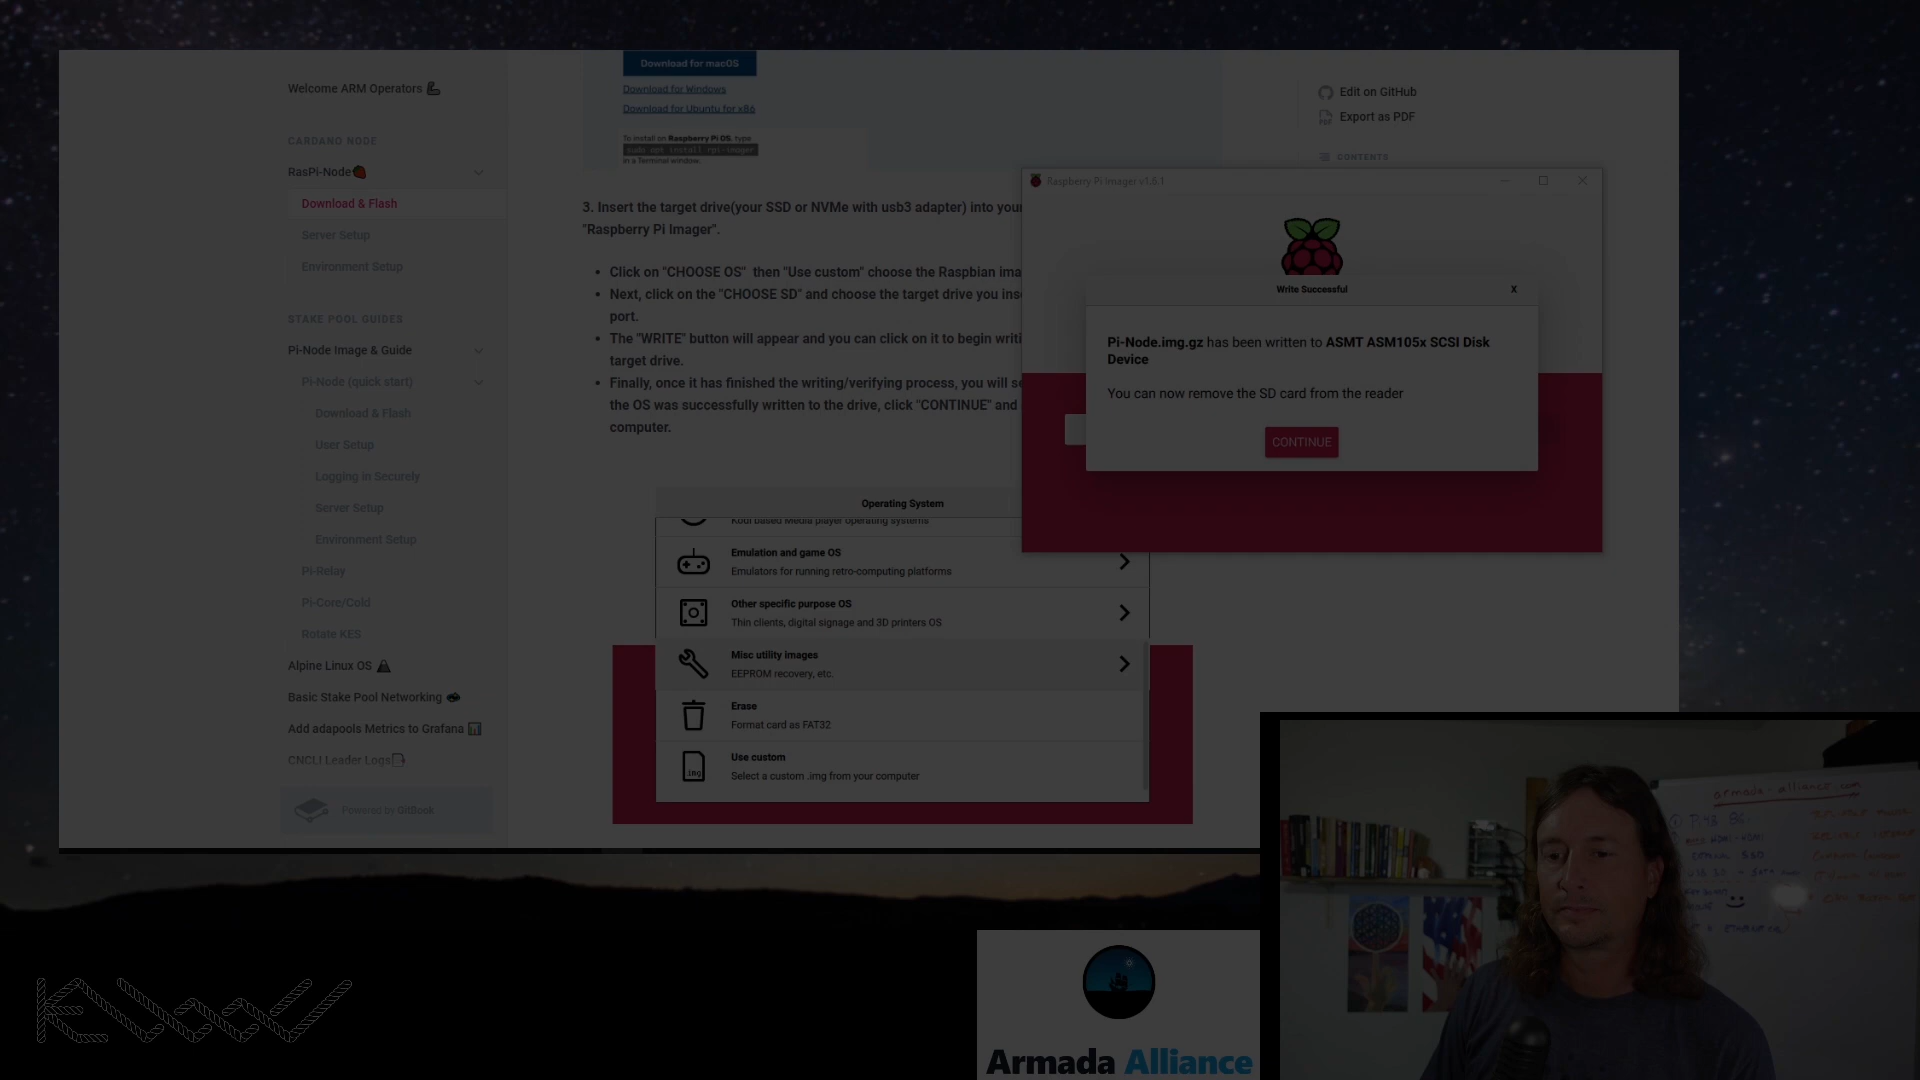 Welcome ARM Operators
CARDANO NODE
RasPi-Node
Download & Flash
Server Setup
Environment Setup
STAKE POOL GUIDES
Pi-Node Image & Guide
Pi-Node (quick start)
Download & Flash
User Setup
Logging in Securely
Server Setup
Environment Setup
Pi-Relay
Pi-Core/Cold
Rotate KES
Alpine Linux OS
Basic Stake Pool Networking
Add adapools Metrics to Grafana
CNCLI Leader Logs
Powered by GitBook
Download for macOS
Download for Windows
Download for Ubuntu for x86
To install on Raspberry Pi OS, type
sudo apt install rpi-imager
in a Terminal window.
3. Insert the target drive(your SSD or NVMe with usb3 adapter) into your
"Raspberry Pi Imager".
• Click on "CHOOSE OS" then "Use custom" choose the Raspbian ima
• Next, click on the "CHOOSE SD" and choose the target drive you ins
port.
• The "WRITE" button will appear and you can click on it to begin writi
target drive.
• Finally, once it has finished the writing/verifying process, you will s
the OS was successfully written to the drive, click "CONTINUE" and
computer.
Operating System
Kodi based Media player operating systems
Emulation and game OS
Emulators for running retro-computing platforms
Other specific purpose OS
Thin clients, digital signage and 3D printers OS
Misc utility images
EEPROM recovery, etc.
Erase
Format card as FAT32
Use custom
Select a custom .img from your computer
Edit on GitHub
Export as PDF
CONTENTS
Raspberry Pi Imager v1.6.1
Write Successful
X
Pi-Node.img.gz has been written to ASMT ASM105x SCSI Disk
Device
You can now remove the SD card from the reader
CONTINUE
armada-alliance.com
Armada Alliance